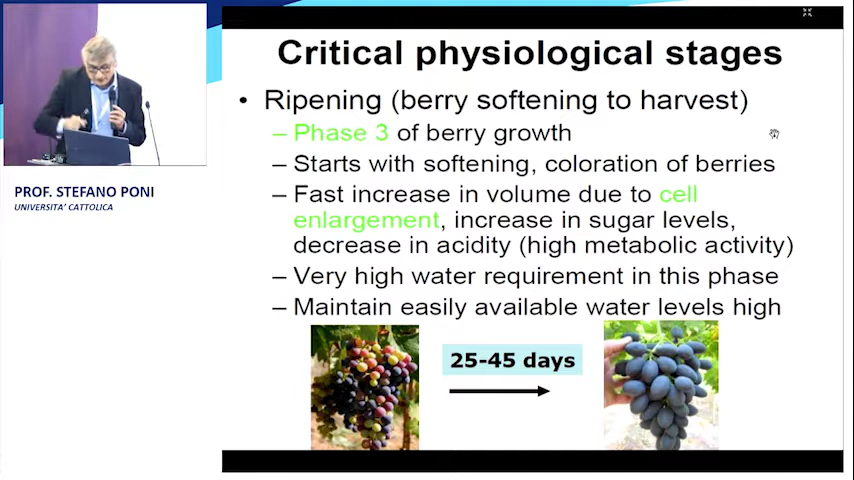 Critical physiological stages
• Ripening (berry softening to harvest)
– Phase 3 of berry growth
– Starts with softening, coloration of berries
– Fast increase in volume due to cell
enlargement, increase in sugar levels,
decrease in acidity (high metabolic activity)
– Very high water requirement in this phase
– Maintain easily available water levels high
25-45 days
PROF. STEFANO PONI
UNIVERSITA' CATTOLICA